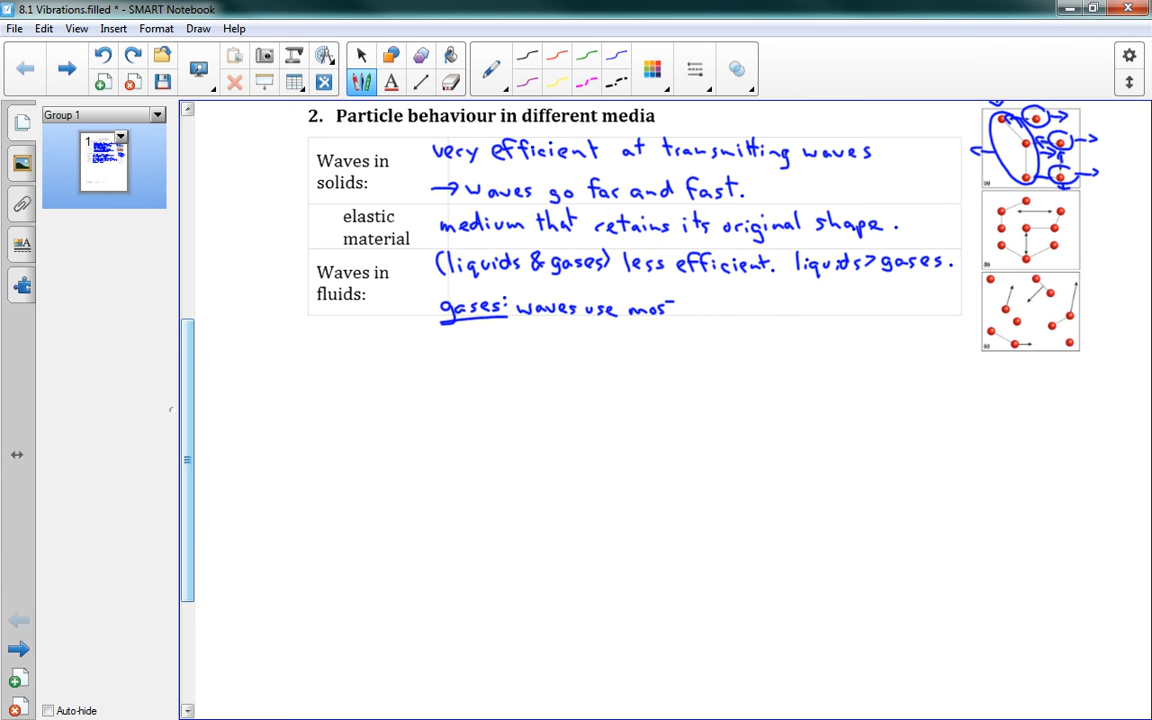 8.1 Vibrations.filled * - SMART Notebook
File Edit View Insert Format Draw Help
Group 1
1
2. Particle behaviour in different media
Waves in solids:
very efficient at transmitting waves
→ waves go far and fast.
elastic material
medium that retains its original shape.
Waves in fluids:
(liquids & gases) less efficient. liquids > gases.
gases: waves use mos
Auto-hide